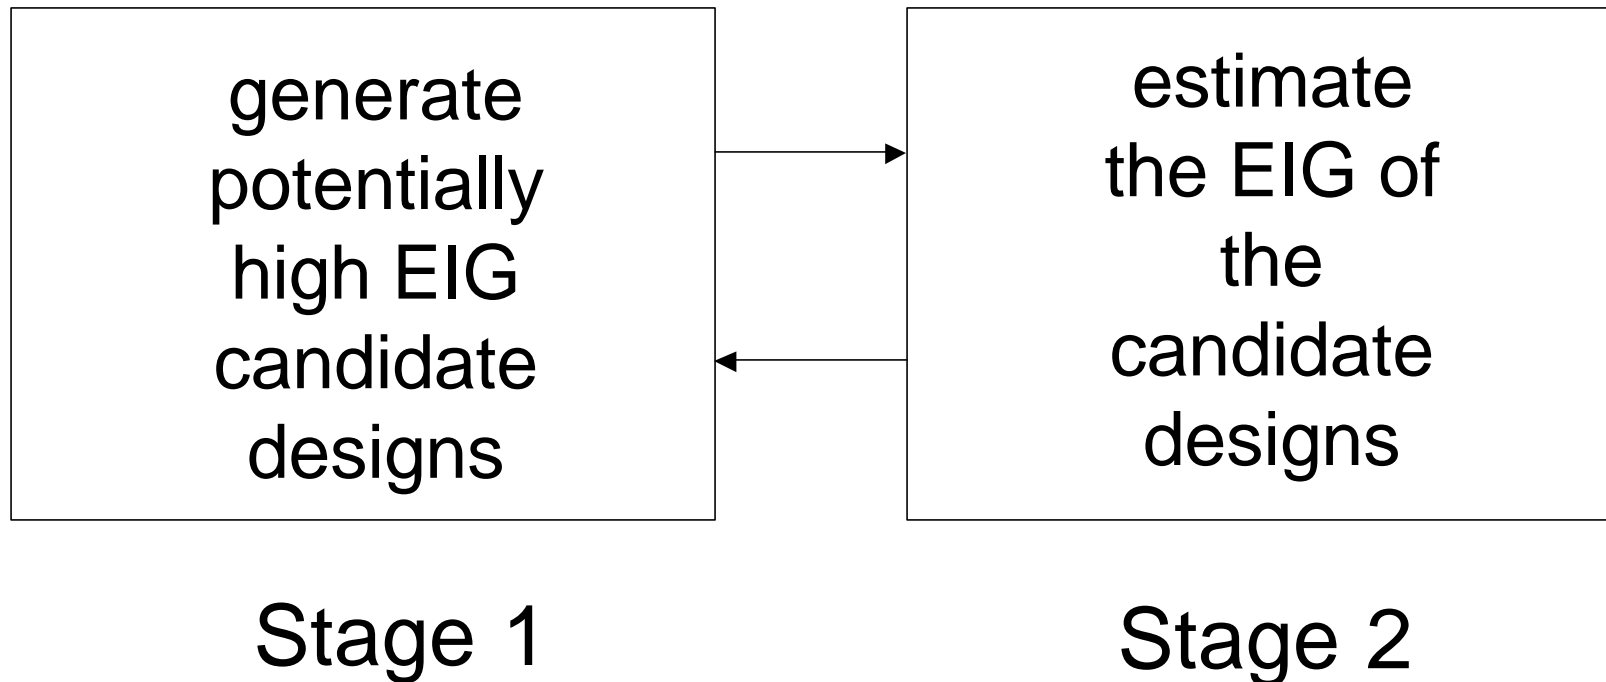 generate
potentially
high EIG
candidate
designs
estimate
the EIG of
the
candidate
designs
Stage 1
Stage 2